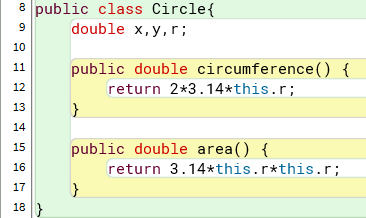 8 public class Circle{
9 double x,y,r;
10
11 public double circumference() {
12 return 2*3.14*this.r;
13 }
14
15 public double area() {
16 return 3.14*this.r*this.r;
17 }
18 }